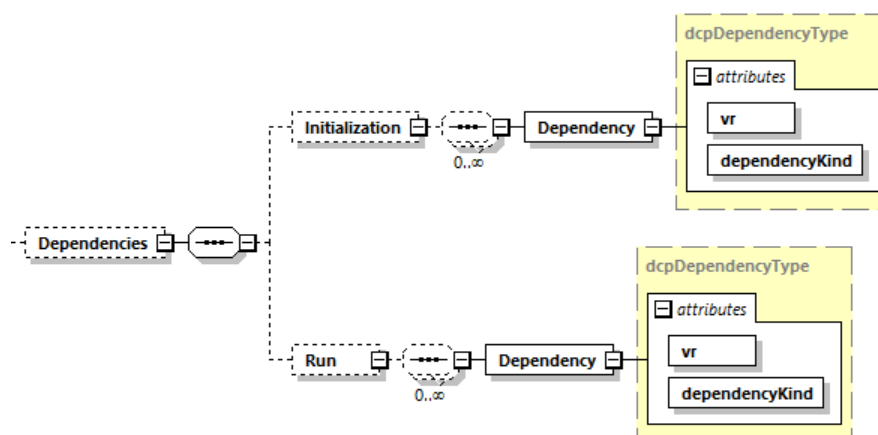 dcpDependencyType
attributes
vr
dependencyKind
Initialization
0..∞
Dependency
Dependencies
dcpDependencyType
attributes
vr
dependencyKind
Run
0..∞
Dependency